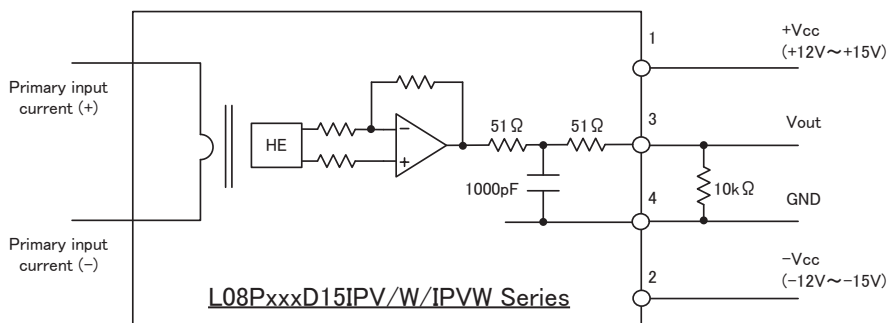 1
+Vcc
(+12V～+15V)
Primary input
current (+)
HE
−
+
51Ω
51Ω
3
Vout
1000pF
4
10kΩ
GND
Primary input
current (−)
−Vcc
(−12V～−15V)
2
L08PxxxD15IPV/W/IPVW Series